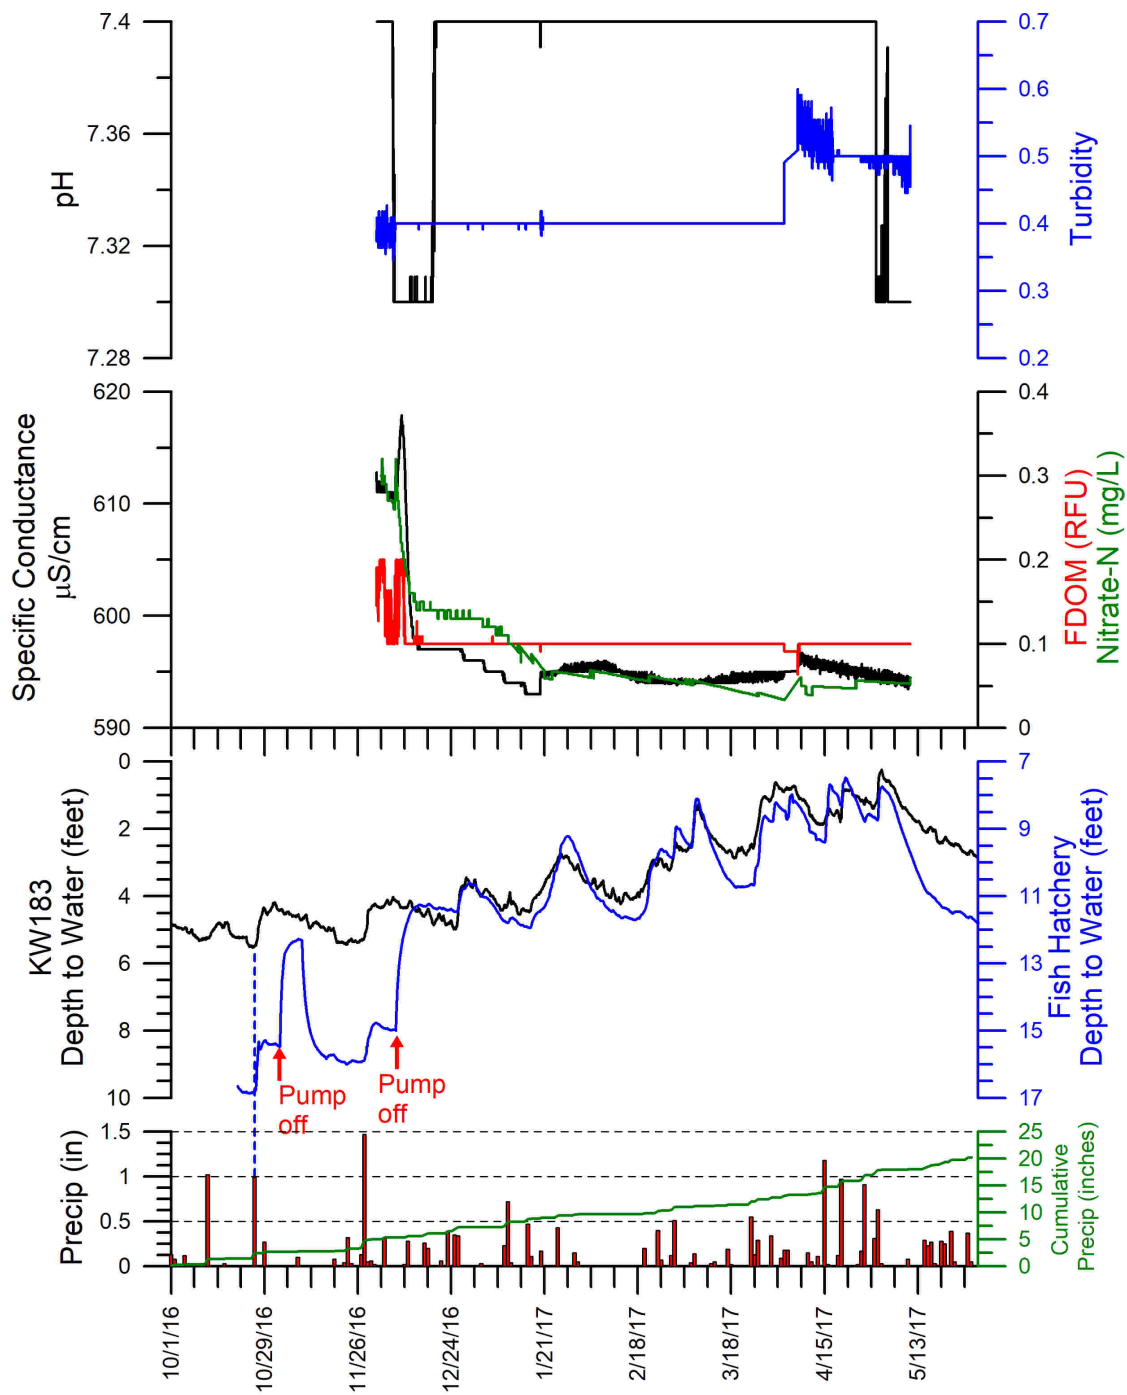 7.4
7.36
7.32
7.28
pH
0.7
0.6
0.5
0.4
0.3
0.2
Turbidity
620
610
600
590
Specific Conductance
µS/cm
0.4
0.3
0.2
0.1
0
FDOM (RFU)
Nitrate-N (mg/L)
0
2
4
6
8
10
KW183
Depth to Water (feet)
7
9
11
13
15
17
Fish Hatchery
Depth to Water (feet)
Pump
off
Pump
off
1.5
1
0.5
0
Precip (in)
25
20
15
10
5
0
Cumulative
Precip (inches)
10/1/16
10/29/16
11/26/16
12/24/16
1/21/17
2/18/17
3/18/17
4/15/17
5/13/17